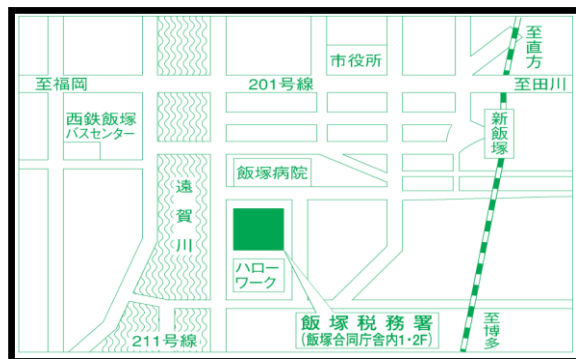 至直方
市役所
至福岡
201号線
至田川
西鉄飯塚
バスセンター
新飯塚
飯塚病院
遠賀川
ハロー
ワーク
飯塚税務署
(飯塚合同庁舎内1・2F)
211号線
至博多